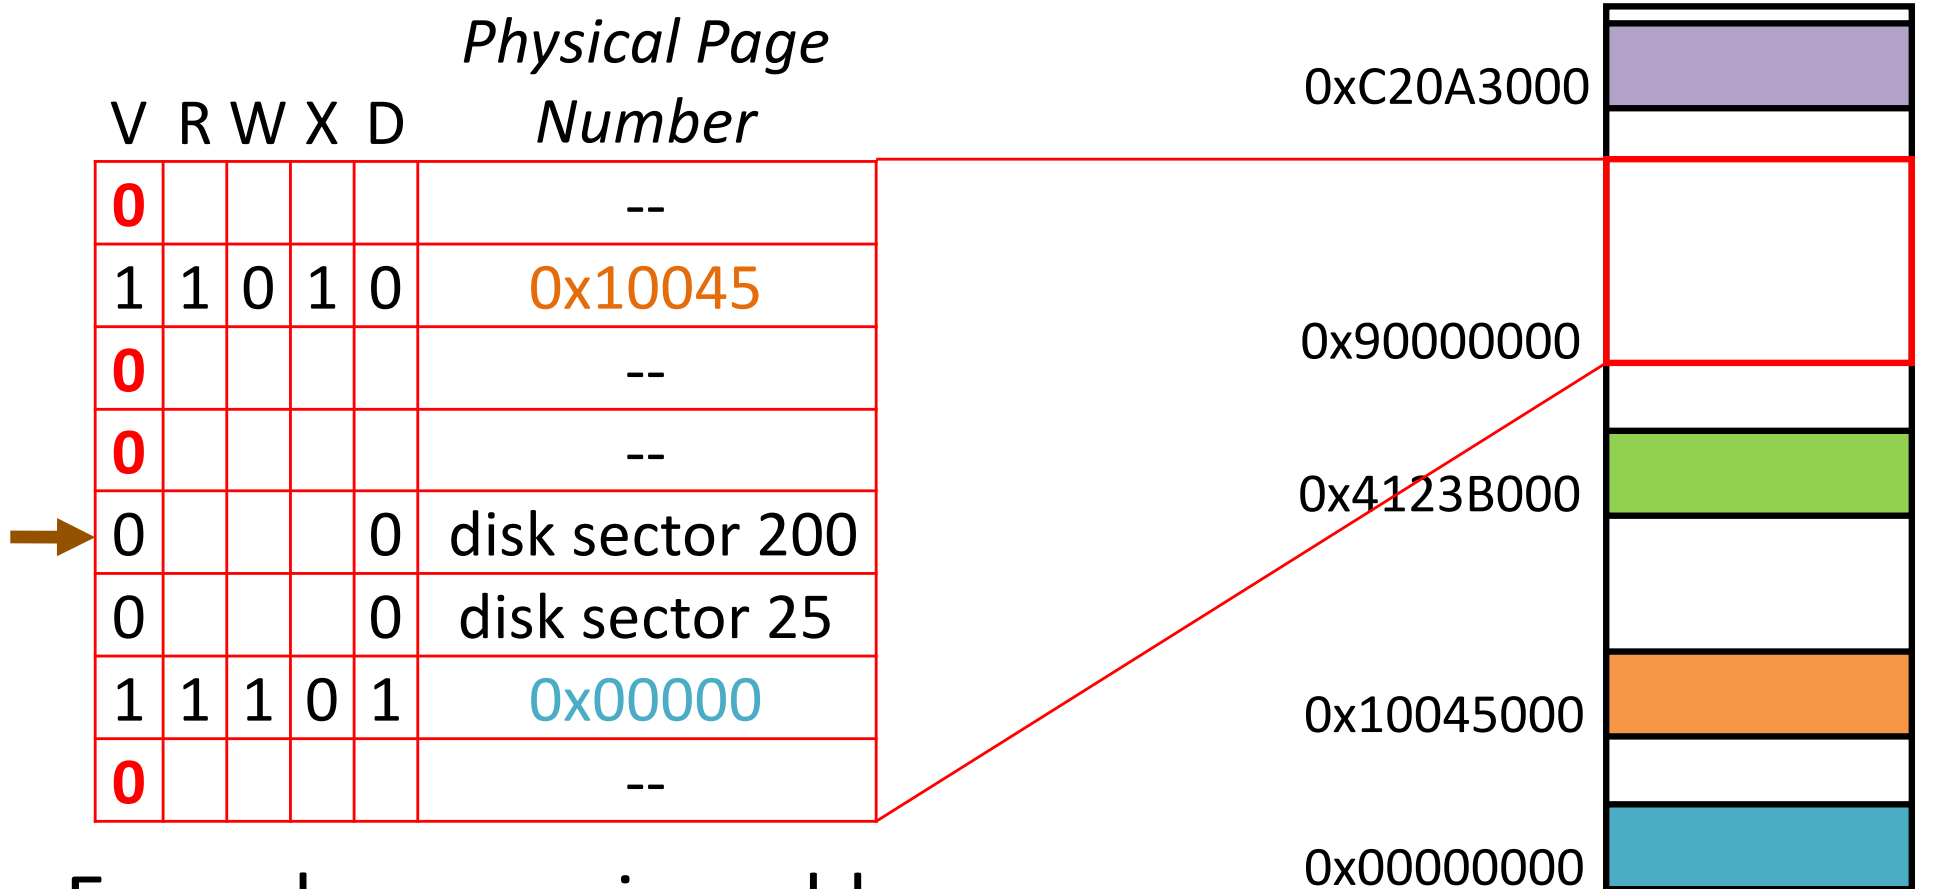 Physical Page
Number
V R W X D
0 --
1 1 0 1 0 0x10045
0 --
0 --
0 0 disk sector 200
0 0 disk sector 25
1 1 1 0 1 0x00000
0 --
0xC20A3000
0x90000000
0x4123B000
0x10045000
0x00000000